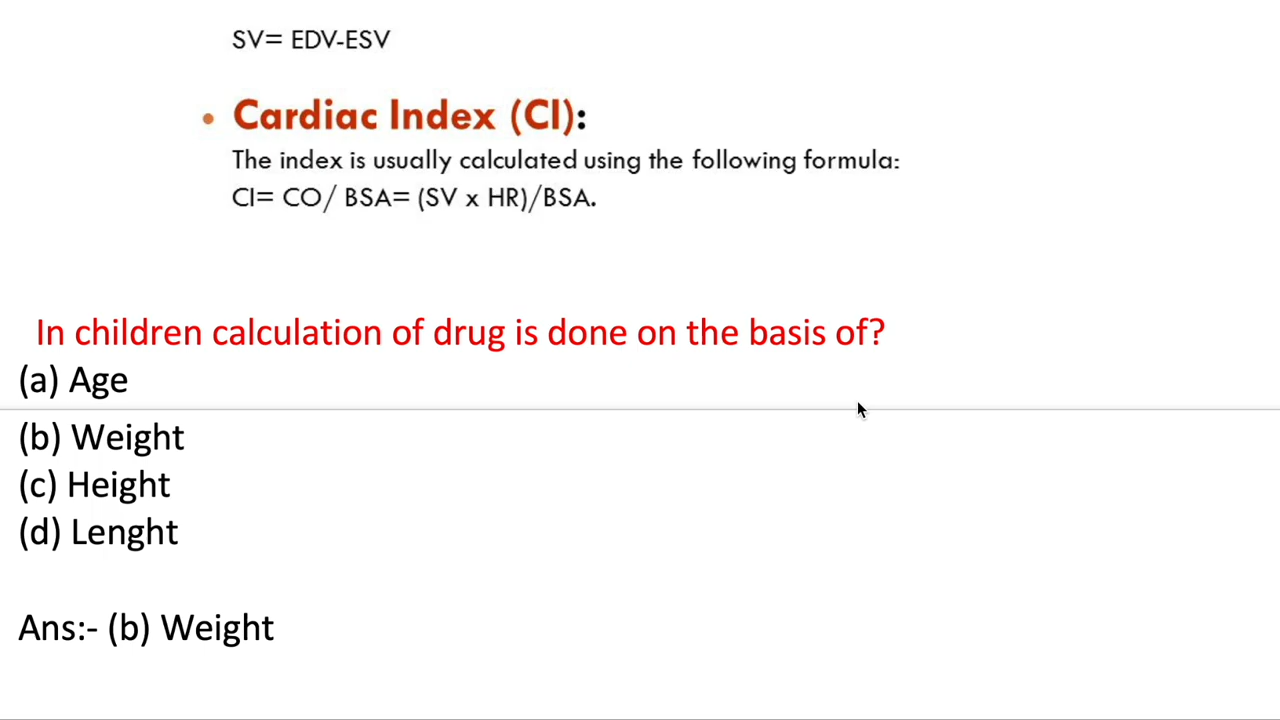 SV= EDV-ESV
• Cardiac Index (CI):
The index is usually calculated using the following formula:
CI= CO/ BSA= (SV x HR)/BSA.
In children calculation of drug is done on the basis of?
(a) Age
(b) Weight
(c) Height
(d) Lenght
Ans:- (b) Weight